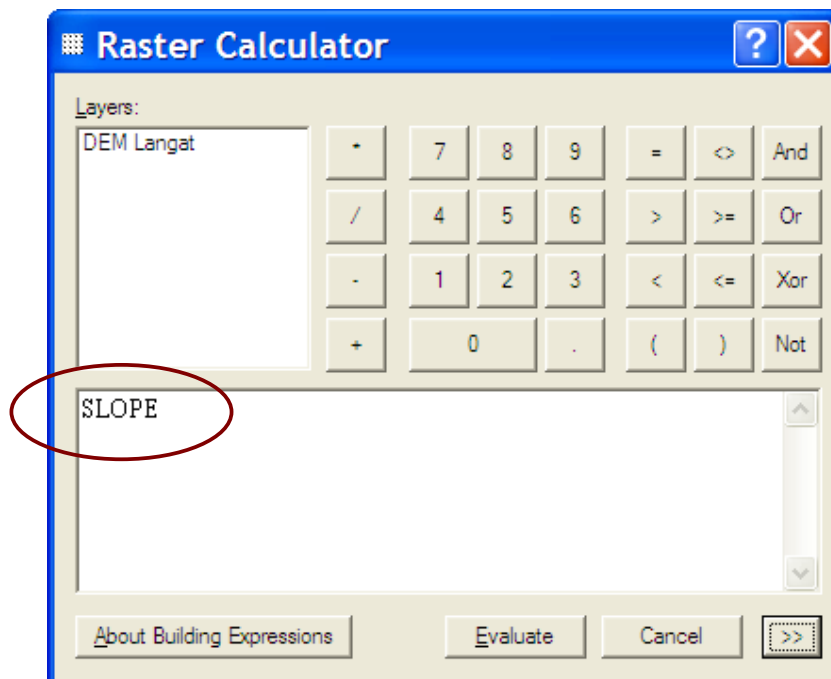 Raster Calculator ?
Layers:
DEM Langat
* 7 8 9 = <> And
/ 4 5 6 > >= Or
- 1 2 3 < <= Xor
+ 0 . ( ) Not
SLOPE
About Building Expressions Evaluate Cancel >>